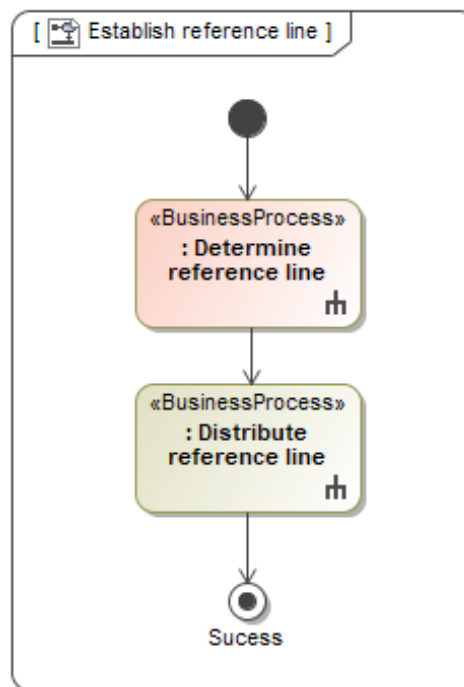 [ Establish reference line ]
«BusinessProcess»
: Determine
reference line
«BusinessProcess»
: Distribute
reference line
Sucess